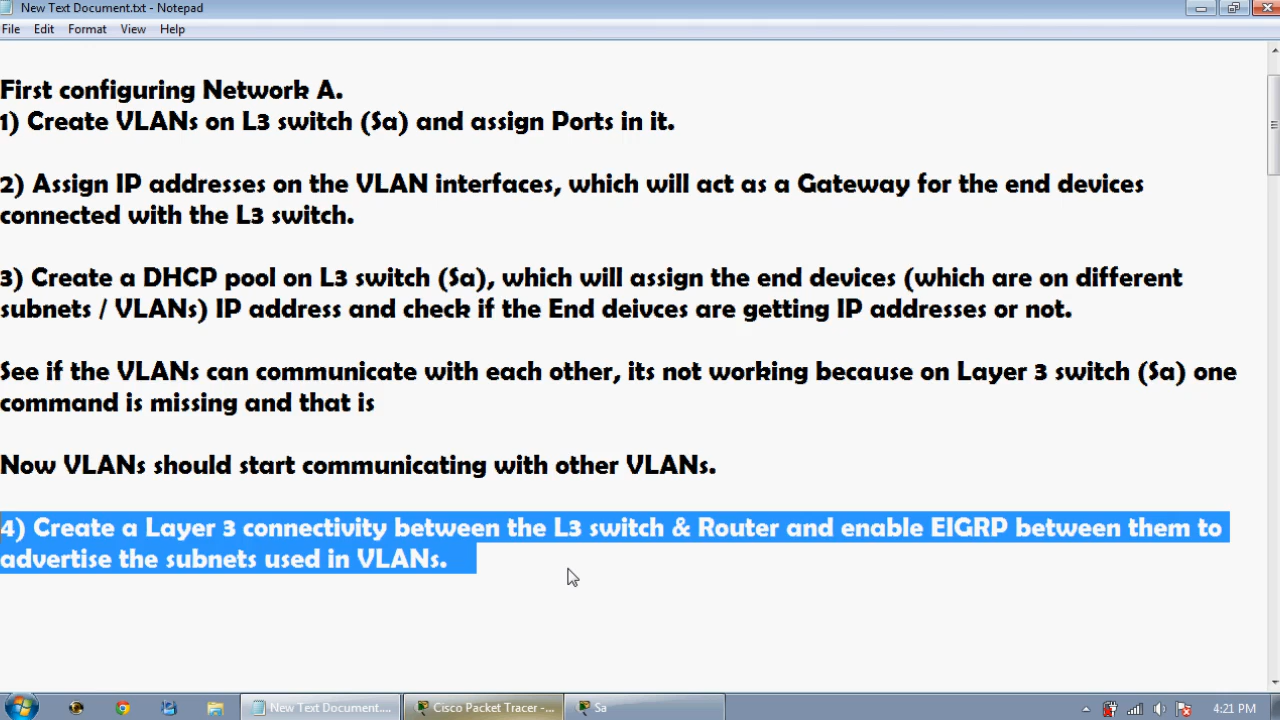 New Text Document.txt - Notepad
File Edit Format View Help
First configuring Network A.
1) Create VLANs on L3 switch (Sa) and assign Ports in it.
2) Assign IP addresses on the VLAN interfaces, which will act as a Gateway for the end devices
connected with the L3 switch.
3) Create a DHCP pool on L3 switch (Sa), which will assign the end devices (which are on different
subnets / VLANs) IP address and check if the End deivces are getting IP addresses or not.
See if the VLANs can communicate with each other, its not working because on Layer 3 switch (Sa) one
command is missing and that is
Now VLANs should start communicating with other VLANs.
4) Create a Layer 3 connectivity between the L3 switch & Router and enable EIGRP between them to
advertise the subnets used in VLANs.
New Text Document.... Cisco Packet Tracer -... Sa 4:21 PM